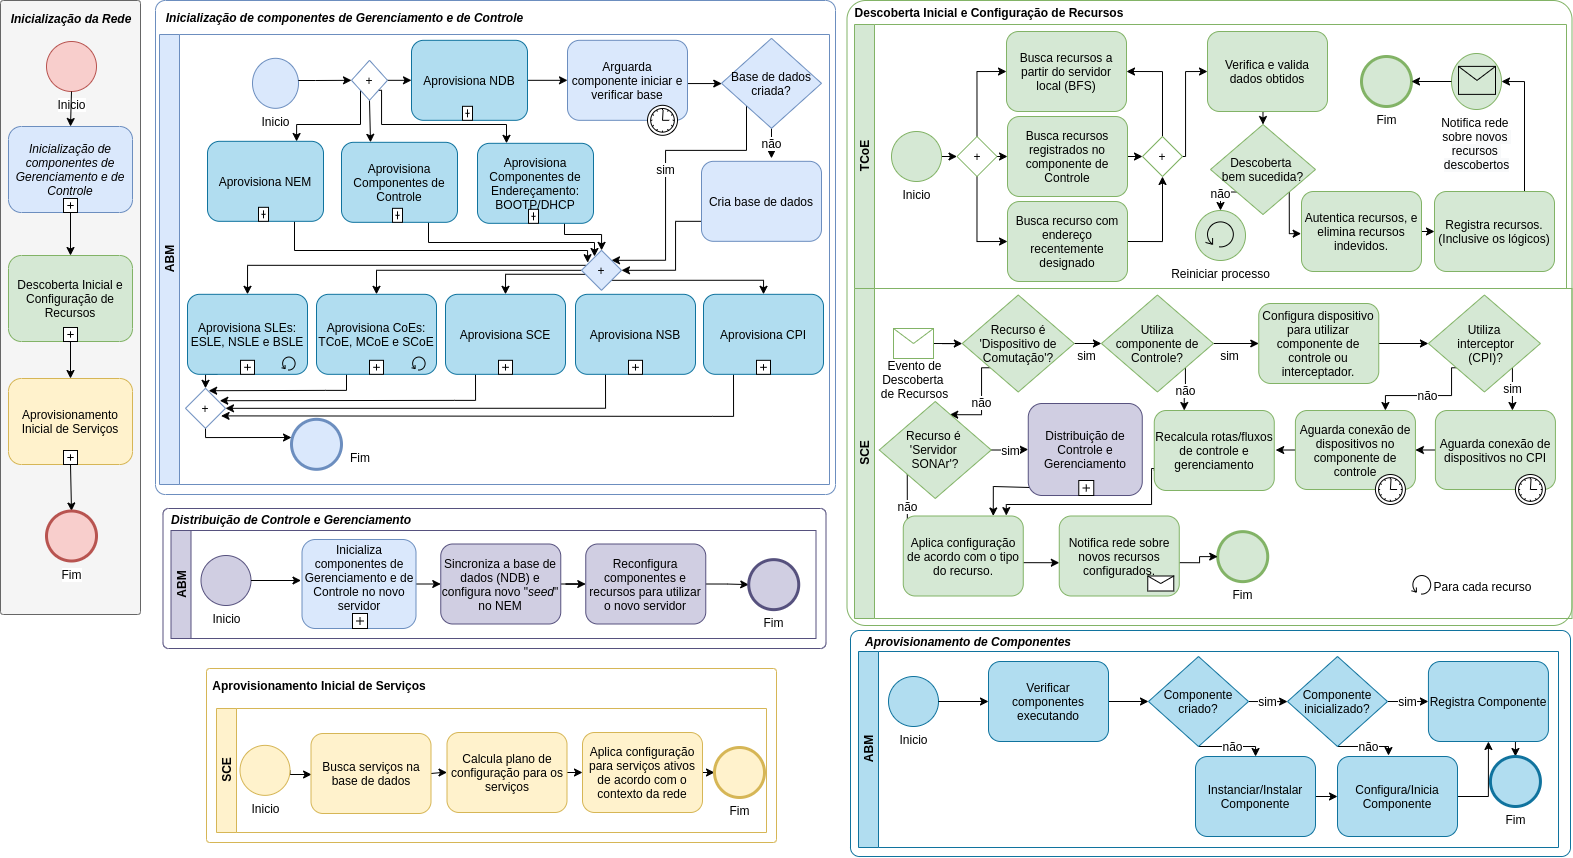 Inicialização da Rede
Inicio
Inicialização de
componentes de
Gerenciamento e de
Controle
Descoberta Inicial e
Configuração de
Recursos
Aprovisionamento
Inicial de Serviços
Fim
Inicialização de componentes de Gerenciamento e de Controle
ABM
Inicio
+
Aprovisiona NDB
Arguarda
componente iniciar e
verificar base
Base de dados
criada?
não
sim
Cria base de dados
Aprovisiona NEM
Aprovisiona
Componentes de
Controle
Aprovisiona
Componentes de
Endereçamento:
BOOTP/DHCP
+
Aprovisiona SLEs:
ESLE, NSLE e BSLE
Aprovisiona CoEs:
TCoE, MCoE e SCoE
Aprovisiona SCE
Aprovisiona NSB
Aprovisiona CPI
+
Fim
Distribuição de Controle e Gerenciamento
ABM
Inicio
Inicializa
componentes de
Gerenciamento e de
Controle no novo
servidor
Sincroniza a base de
dados (NDB) e
configura novo "seed"
no NEM
Reconfigura
componentes e
recursos para utilizar
o novo servidor
Fim
Aprovisionamento Inicial de Serviços
SCE
Inicio
Busca serviços na
base de dados
Calcula plano de
configuração para os
serviços
Aplica configuração
para serviços ativos
de acordo com o
contexto da rede
Fim
Descoberta Inicial e Configuração de Recursos
TCoE
Inicio
+
Busca recursos a
partir do servidor
local (BFS)
Busca recursos
registrados no
componente de
Controle
Busca recurso com
endereço
recentemente
designado
+
Verifica e valida
dados obtidos
Descoberta
bem sucedida?
não
Reiniciar processo
Autentica recursos, e
elimina recursos
indevidos.
Registra recursos.
(Inclusive os lógicos)
Notifica rede
sobre novos
recursos
descobertos
Fim
SCE
Evento de
Descoberta
de Recursos
Recurso é
'Dispositivo de
Comutação'?
sim
não
Utiliza
componente de
Controle?
sim
não
Configura dispositivo
para utilizar
componente de
controle ou
interceptador.
Utiliza
interceptor
(CPI)?
não
sim
Recurso é
'Servidor
SONAr'?
sim
não
Distribuição de
Controle e
Gerenciamento
Recalcula rotas/fluxos
de controle e
gerenciamento
Aguarda conexão de
dispositivos no
componente de
controle
Aguarda conexão de
dispositivos no CPI
Aplica configuração
de acordo com o tipo
do recurso.
Notifica rede sobre
novos recursos
configurados.
Fim
Para cada recurso
Aprovisionamento de Componentes
ABM
Inicio
Verificar
componentes
executando
Componente
criado?
sim
não
Componente
inicializado?
sim
não
Registra Componente
Instanciar/Instalar
Componente
Configura/Inicia
Componente
Fim